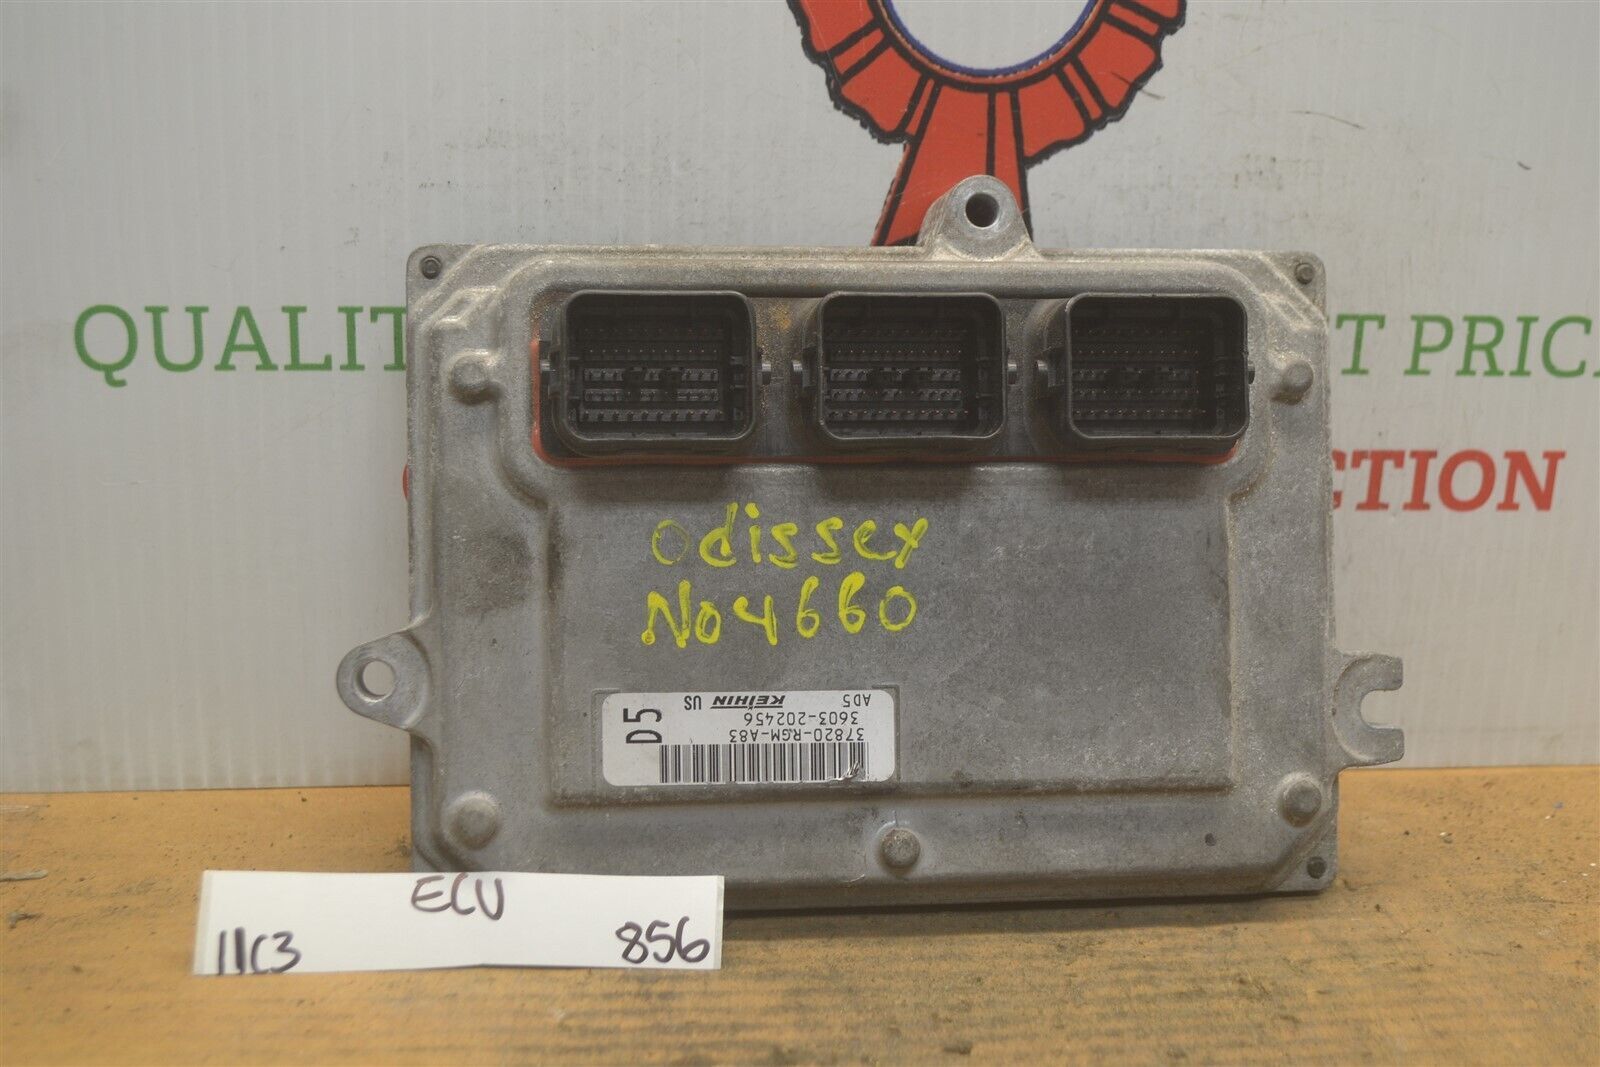 QUALIT
T PRIC
CTION
Odissey
No4660
37820-RGM-A83
3603-202456
AD5 KEIHIN US
D5
ECU
11C3
856